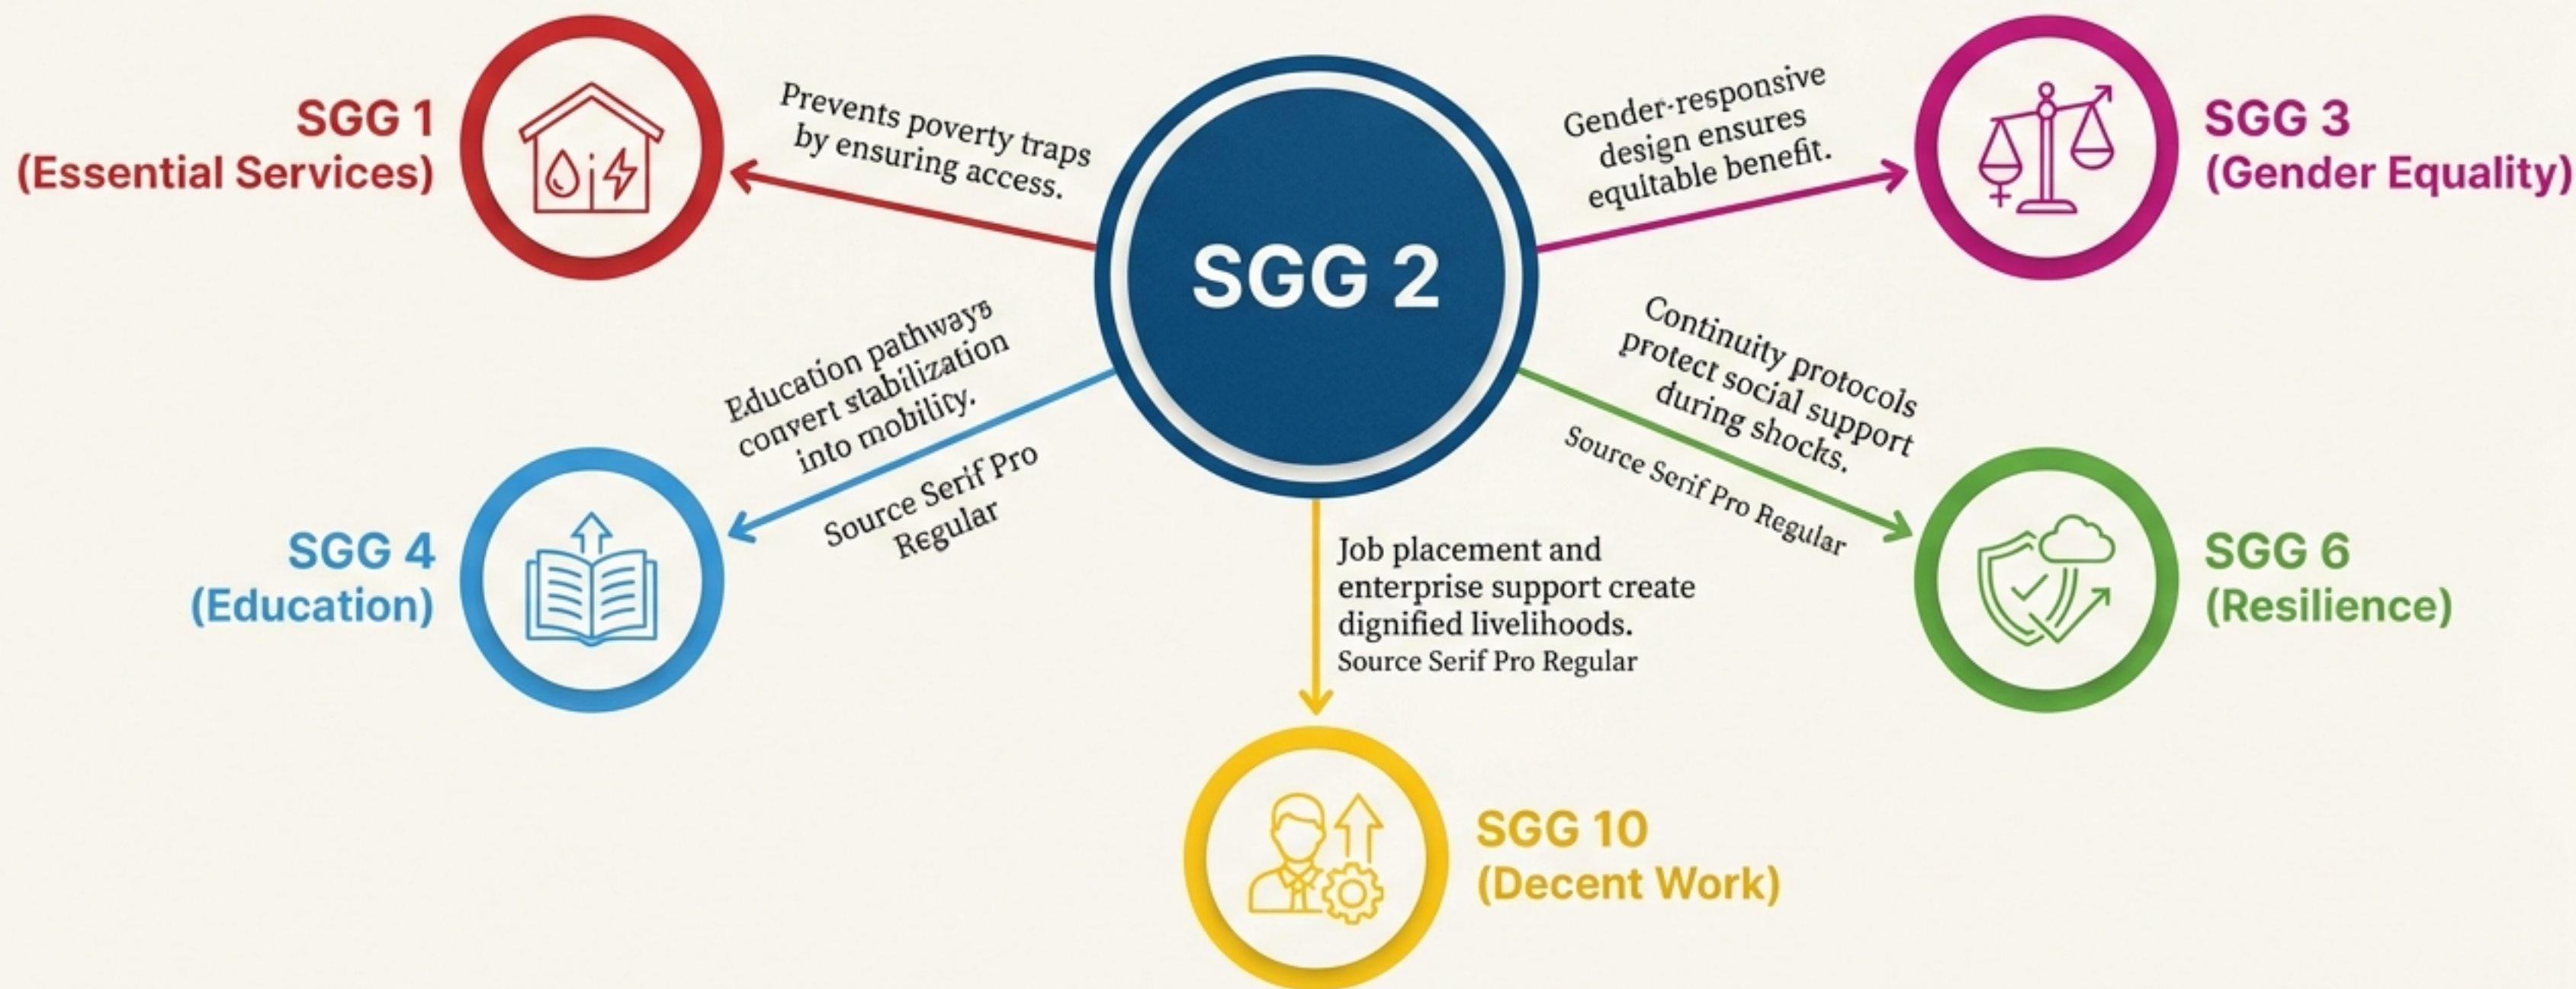 SGG 1
(Essential Services)
Prevents poverty traps
by ensuring access.
SGG 2
Gender-responsive
design ensures
equitable benefit.
SGG 3
(Gender Equality)
Education pathways
convert stabilization
into mobility.
Source Serif Pro
Regular
SGG 4
(Education)
Continuity protocols
protect social support
during shocks.
Source Serif Pro Regular
SGG 6
(Resilience)
Job placement and
enterprise support create
dignified livelihoods.
Source Serif Pro Regular
SGG 10
(Decent Work)